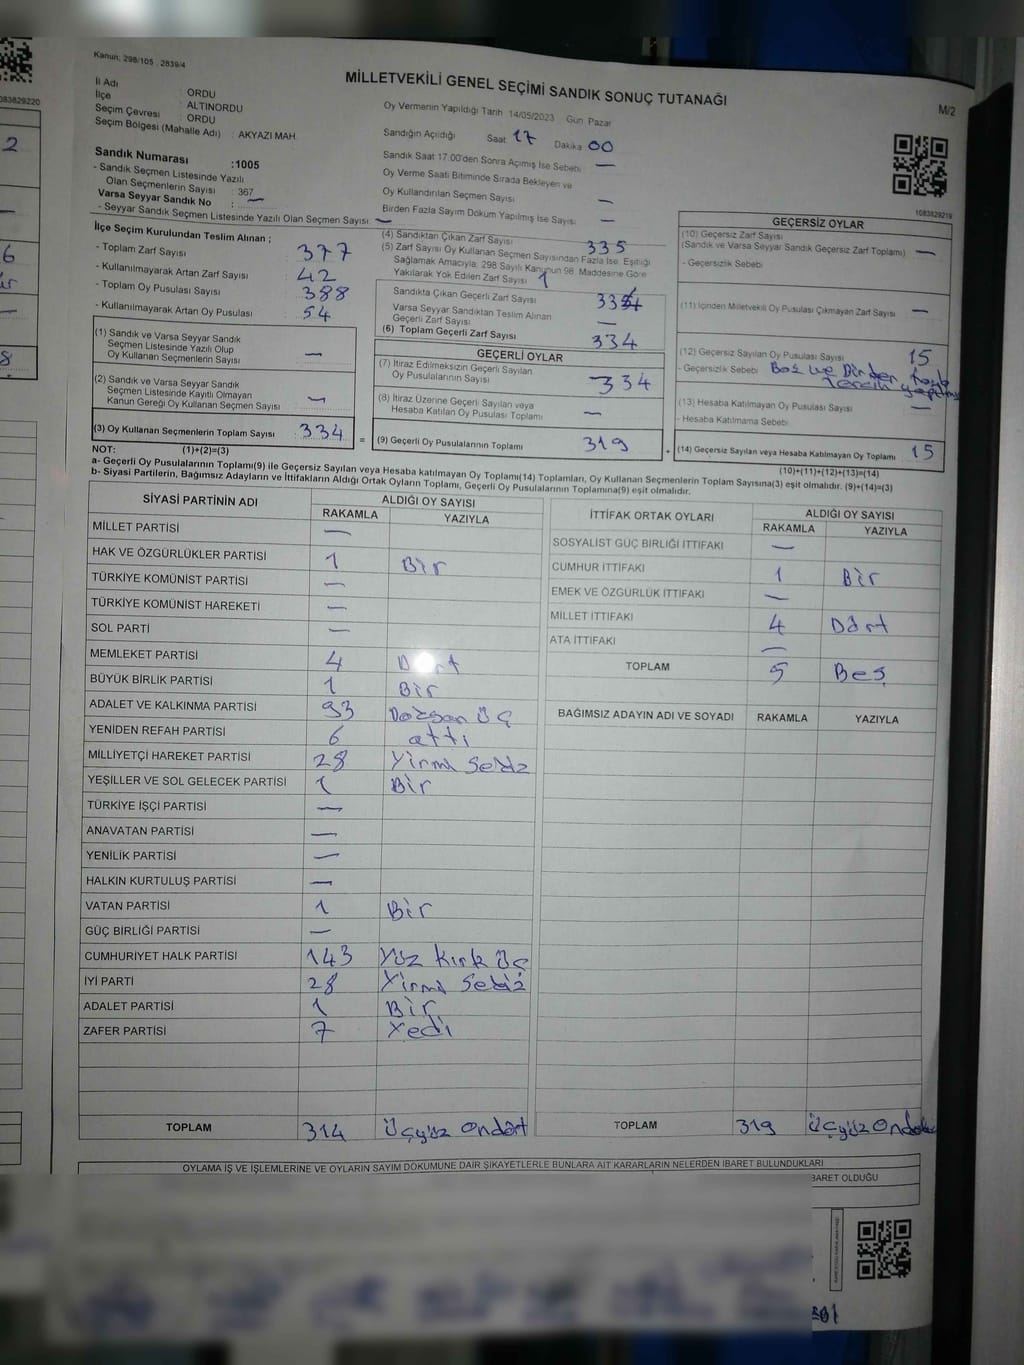 Kanun: 298/105 , 2839/4
MİLLETVEKİLİ GENEL SEÇİMİ SANDIK SONUÇ TUTANAĞI
M/2
İl Adı : ORDU
İlçe : ALTINORDU
Seçim Çevresi : ORDU
Seçim Bölgesi (Mahalle Adı) : AKYAZI MAH.
Sandık Numarası :1005
- Sandık Seçmen Listesinde Yazılı
Olan Seçmenlerin Sayısı : 367
Varsa Seyyar Sandık No : —
- Seyyar Sandık Seçmen Listesinde Yazılı Olan Seçmen Sayısı: —
Oy Vermenin Yapıldığı Tarih 14/05/2023 Gün Pazar
Sandığın Açıldığı Saat 17 Dakika 00
Sandık Saat 17.00'den Sonra Açımış İse Sebebi —
Oy Verme Saati Bitiminde Sırada Bekleyen ve
Oy Kullandırılan Seçmen Sayısı —
Birden Fazla Sayım Döküm Yapılmış İse Sayısı —
1083829219
083829220
İlçe Seçim Kurulundan Teslim Alınan ;
- Toplam Zarf Sayısı : 377
- Kullanılmayarak Artan Zarf Sayısı : 42
- Toplam Oy Pusulası Sayısı : 388
- Kullanılmayarak Artan Oy Pusulası : 54
(1) Sandık ve Varsa Seyyar Sandık
Seçmen Listesinde Yazılı Olup
Oy Kullanan Seçmenlerin Sayısı : —
(2) Sandık ve Varsa Seyyar Sandık
Seçmen Listesinde Kayıtlı Olmayan
Kanun Gereği Oy Kullanan Seçmen Sayısı : —
(3) Oy Kullanan Seçmenlerin Toplam Sayısı : 334
(4) Sandıktan Çıkan Zarf Sayısı 335
(5) Zarf Sayısı Oy Kullanan Seçmen Sayısından Fazla İse, Eşitliği
Sağlamak Amacıyla, 298 Sayılı Kanunun 98. Maddesine Göre
Yakılarak Yok Edilen Zarf Sayısı 1
Sandıkta Çıkan Geçerli Zarf Sayısı 334
Varsa Seyyar Sandıktan Teslim Alınan
Geçerli Zarf Sayısı —
(6) Toplam Geçerli Zarf Sayısı 334
GEÇERLİ OYLAR
(7) İtiraz Edilmeksizin Geçerli Sayılan
Oy Pusulalarının Sayısı 334
(8) İtiraz Üzerine Geçerli Sayılan veya
Hesaba Katılan Oy Pusulası Toplamı —
= (9) Geçerli Oy Pusulalarının Toplamı 319
GEÇERSİZ OYLAR
(10) Geçersiz Zarf Sayısı
(Sandık ve Varsa Seyyar Sandık Geçersiz Zarf Toplamı) —
- Geçersizlik Sebebi
(11) İçinden Milletvekili Oy Pusulası Çıkmayan Zarf Sayısı —
(12) Geçersiz Sayılan Oy Pusulası Sayısı 15
- Geçersizlik Sebebi Boş ve Birden fazla
Tercih
(13) Hesaba Katılmayan Oy Pusulası Sayısı —
- Hesaba Katılmama Sebebi
+ (14) Geçersiz Sayılan veya Hesaba Katılmayan Oy Toplamı 15
NOT: (1)+(2)=(3) (10)+(11)+(12)+(13)=(14)
a- Geçerli Oy Pusulalarının Toplamı(9) ile Geçersiz Sayılan veya Hesaba katılmayan Oy Toplamı(14) Toplamları, Oy Kullanan Seçmenlerin Toplam Sayısına(3) eşit olmalıdır. (9)+(14)=(3)
b- Siyasi Partilerin, Bağımsız Adayların ve İttifakların Aldığı Ortak Oyların Toplamı, Geçerli Oy Pusulalarının Toplamına(9) eşit olmalıdır.
SİYASİ PARTİNİN ADI ALDIĞI OY SAYISI
RAKAMLA YAZIYLA
MİLLET PARTİSİ —
HAK VE ÖZGÜRLÜKLER PARTİSİ 1 Bir
TÜRKİYE KOMÜNİST PARTİSİ —
TÜRKİYE KOMÜNİST HAREKETİ —
SOL PARTİ —
MEMLEKET PARTİSİ 4 Dört
BÜYÜK BİRLİK PARTİSİ 1 Bir
ADALET VE KALKINMA PARTİSİ 93 Doksan üç
YENİDEN REFAH PARTİSİ 6 altı
MİLLİYETÇİ HAREKET PARTİSİ 28 Yirmi Sekiz
YEŞİLLER VE SOL GELECEK PARTİSİ 1 Bir
TÜRKİYE İŞÇİ PARTİSİ —
ANAVATAN PARTİSİ —
YENİLİK PARTİSİ —
HALKIN KURTULUŞ PARTİSİ —
VATAN PARTİSİ 1 Bir
GÜÇ BİRLİĞİ PARTİSİ —
CUMHURİYET HALK PARTİSİ 143 Yüz Kırk Üç
İYİ PARTİ 28 Yirmi Sekiz
ADALET PARTİSİ 1 Bir
ZAFER PARTİSİ 7 Yedi
TOPLAM 314 Üçyüz Ondört
İTTİFAK ORTAK OYLARI ALDIĞI OY SAYISI
RAKAMLA YAZIYLA
SOSYALİST GÜÇ BİRLİĞİ İTTİFAKI —
CUMHUR İTTİFAKI 1 Bir
EMEK VE ÖZGÜRLÜK İTTİFAKI —
MİLLET İTTİFAKI 4 Dört
ATA İTTİFAKI —
TOPLAM 5 Beş
BAĞIMSIZ ADAYIN ADI VE SOYADI RAKAMLA YAZIYLA
TOPLAM 319
OYLAMA İŞ VE İŞLEMLERİNE VE OYLARIN SAYIM DÖKÜMÜNE DAİR ŞİKAYETLERLE BUNLARA AİT KARARLARIN NELERDEN İBARET BULUNDUKLARI
BARET OLDUĞU